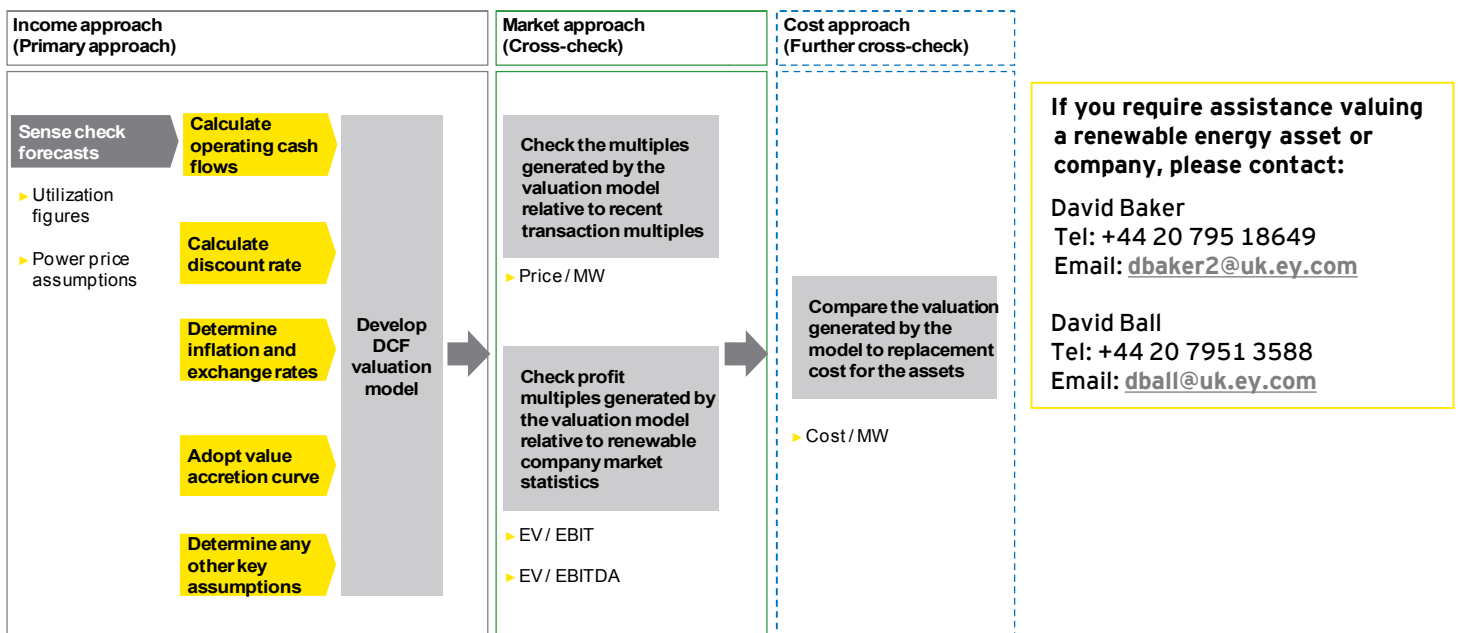 Income approach
(Primary approach)
Market approach
(Cross-check)
Cost approach
(Further cross-check)
Sense check
forecasts
► Utilization
figures
► Power price
assumptions
Calculate
operating cash
flows
Calculate
discount rate
Determine
inflation and
exchange rates
Adopt value
accretion curve
Determine any
other key
assumptions
Develop
DCF
valuation
model
Check the multiples
generated by the
valuation model
relative to recent
transaction multiples
► Price / MW
Check profit
multiples generated by
the valuation model
relative to renewable
company market
statistics
► EV / EBIT
► EV / EBITDA
Compare the valuation
generated by the
model to replacement
cost for the assets
► Cost / MW
If you require assistance valuing
a renewable energy asset or
company, please contact:
David Baker
Tel: +44 20 795 18649
Email: dbaker2@uk.ey.com
David Ball
Tel: +44 20 7951 3588
Email: dball@uk.ey.com